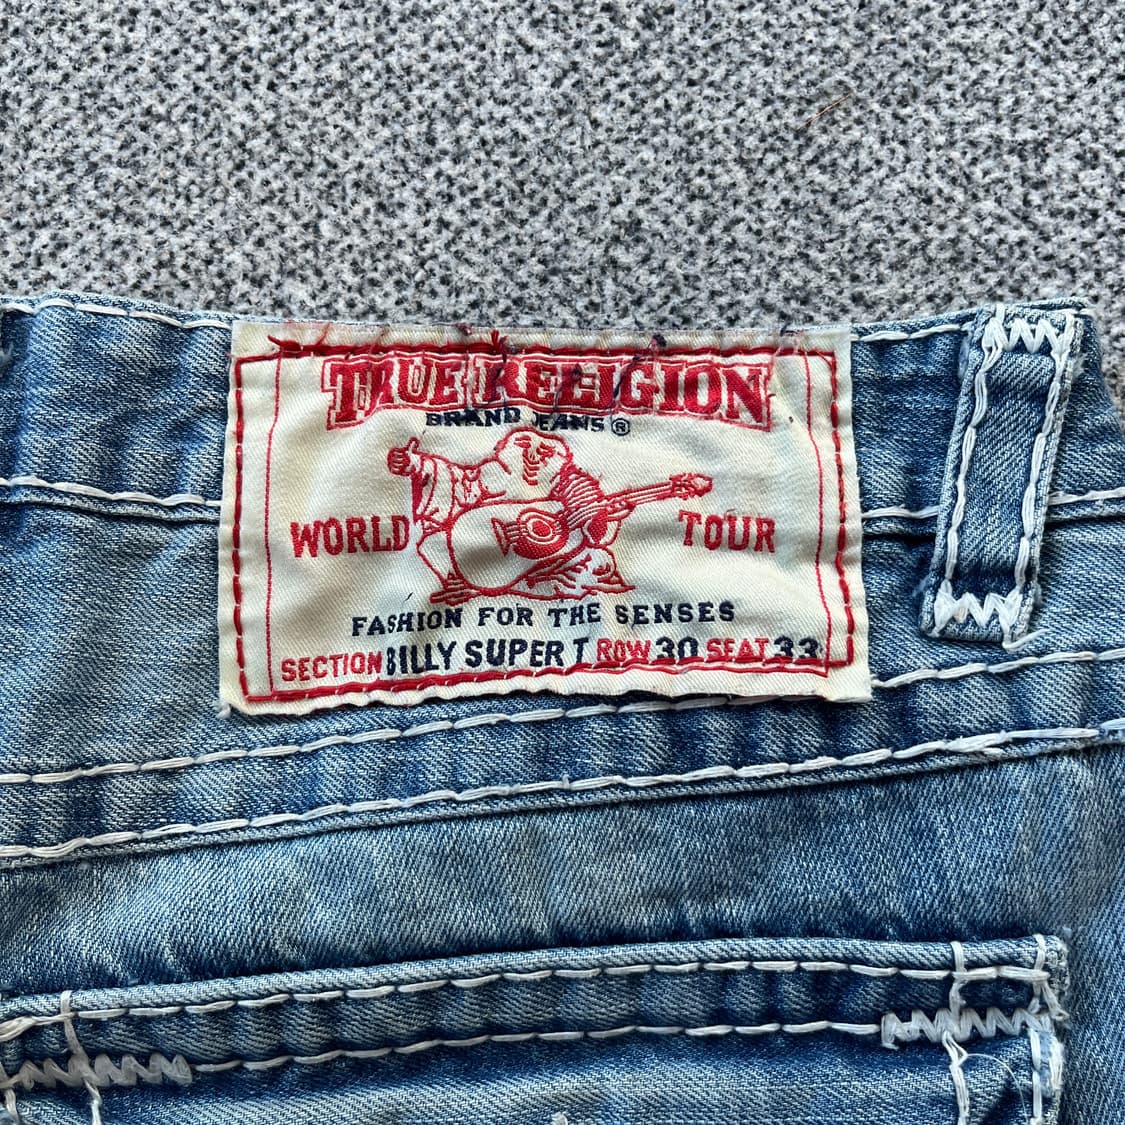 TRUE RELIGION
BRAND JEANS®
WORLD TOUR
FASHION FOR THE SENSES
SECTION BILLY SUPER T ROW 30 SEAT 33